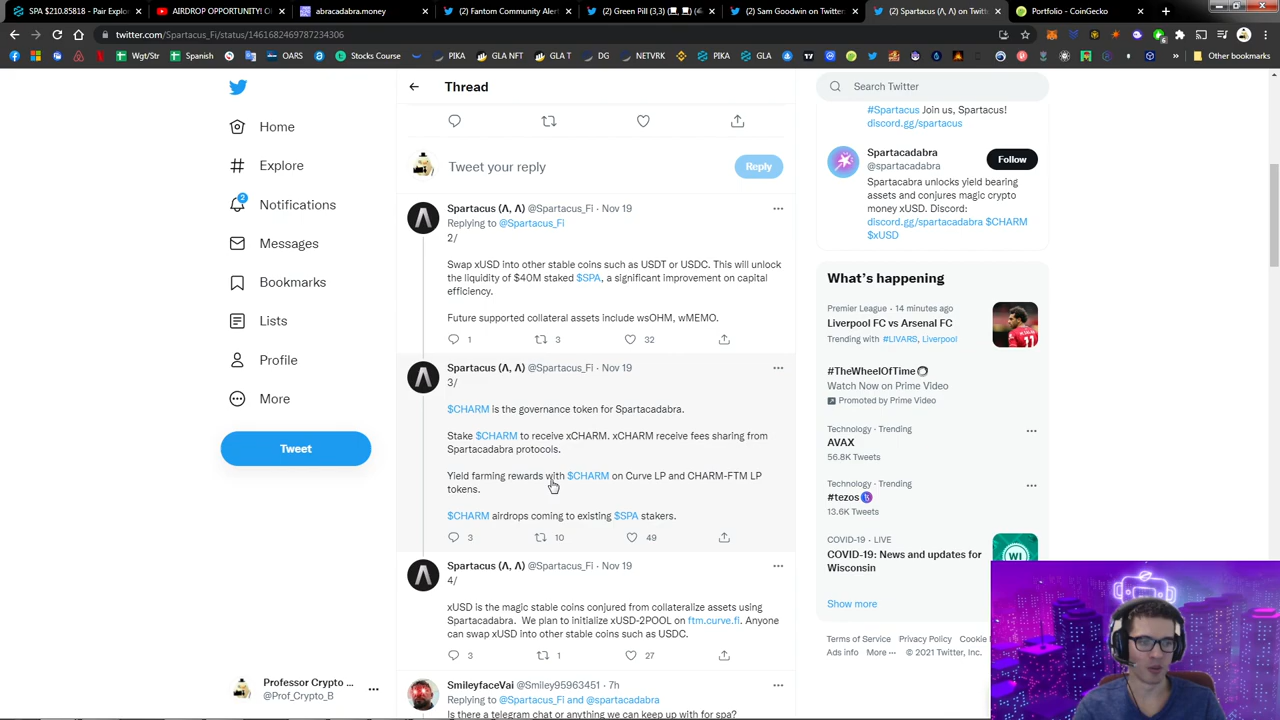 SPA $210.85818 - Impermax
AIRDROP OPPORTUNITY! O
abracadabra.money
(2) Fantom Community Alert
(2) Green Pill (3,3)
(2) Sam Goodwin on Twitter
(2) Spartacus (Λ, Λ) on Twitt
Portfolio - CoinGecko
twitter.com/Spartacus_Fi/status/1461682469787234306
Wgt/Str
Spanish
OASR
Stocks Course
PIKA
GLA NFT
GLA T
DG
NETVRK
PIKA
GLA
Other bookmarks
Home
Explore
2
Notifications
Messages
Bookmarks
Lists
Profile
More
Tweet
Professor Crypto ...
@Prof_Crypto_B
Thread
Tweet your reply
Reply
Spartacus (Λ, Λ) @Spartacus_Fi · Nov 19
Replying to @Spartacus_Fi
2/
Swap xUSD into other stable coins such as USDT or USDC. This will unlock
the liquidity of $40M staked $SPA, a significant improvement on capital
efficiency.
Future supported collateral assets include wsOHM, wMEMO.
1 3 32
Spartacus (Λ, Λ) @Spartacus_Fi · Nov 19
3/
$CHARM is the governance token for Spartacadabra.
Stake $CHARM to receive xCHARM. xCHARM receive fees sharing from
Spartacadabra protocols.
Yield farming rewards with $CHARM on Curve LP and CHARM-FTM LP
tokens.
$CHARM airdrops coming to existing $SPA stakers.
3 10 49
Spartacus (Λ, Λ) @Spartacus_Fi · Nov 19
4/
xUSD is the magic stable coins conjured from collateralize assets using
Spartacadabra. We plan to initialize xUSD-2POOL on ftm.curve.fi. Anyone
can swap xUSD into other stable coins such as USDC.
3 1 27
SmileyfaceVai @Smiley95963451 · 7h
Replying to @Spartacus_Fi and @spartacadabra
Is there a telegram chat or anything we can keep up with for spa?
Search Twitter
#Spartacus Join us, Spartacus!
discord.gg/spartacus
Spartacadabra
@spartacadabra
Follow
Spartacabra unlocks yield bearing
assets and conjures magic crypto
money xUSD. Discord:
discord.gg/spartacadabra $CHARM
$xUSD
What's happening
Premier League · 14 minutes ago
Liverpool FC vs Arsenal FC
Trending with #LIVARS, Liverpool
#TheWheelOfTime
Watch Now on Prime Video
Promoted by Prime Video
Technology · Trending
AVAX
56.8K Tweets
Technology · Trending
#tezos
13.6K Tweets
COVID-19 · LIVE
COVID-19: News and updates for
Wisconsin
Show more
Terms of Service Privacy Policy Cookie
Ads info More ··· © 2021 Twitter, Inc.